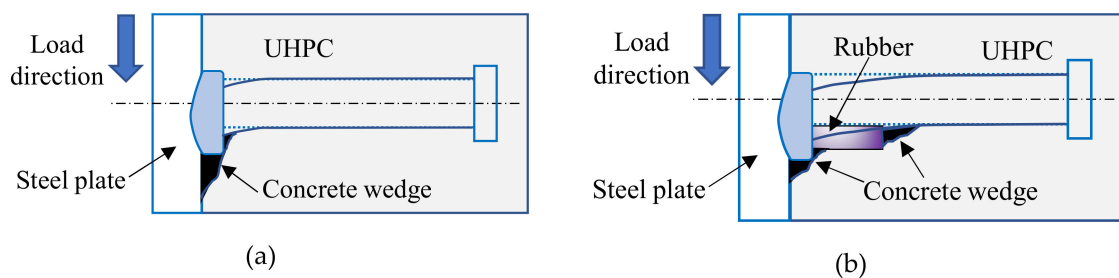 Load
direction
UHPC
Steel plate
Concrete wedge
(a)
Load
direction
Rubber
UHPC
Steel plate
Concrete wedge
(b)